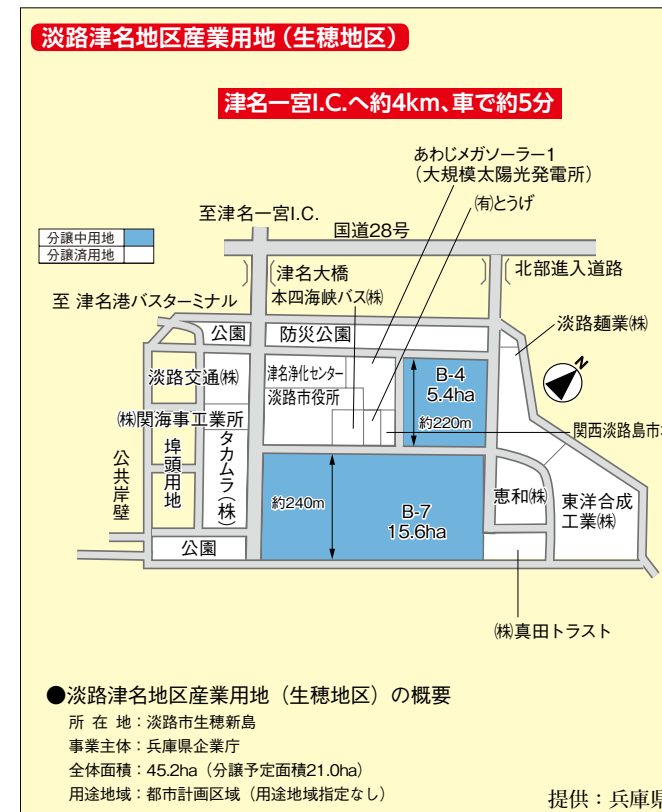 淡路津名地区産業用地（生穂地区）
津名一宮I.C.へ約4km、車で約5分
あわじメガソーラー1
（大規模太陽光発電所）
㈲とうげ
至津名一宮I.C.
国道28号
分譲中用地
分譲済用地
津名大橋
北部進入道路
本四海峡バス㈱
至 津名港バスターミナル
淡路麺業㈱
公園
防災公園
N
淡路交通㈱
津名浄化センター
淡路市役所
B-4
5.4ha
約220m
㈱関海事工業所
関西淡路島市
公共岸壁
埠頭用地
タカムラ（株）
約240m
B-7
15.6ha
恵和㈱
東洋合成
工業㈱
公園
㈱真田トラスト
●淡路津名地区産業用地（生穂地区）の概要
所 在 地：淡路市生穂新島
事業主体：兵庫県企業庁
全体面積：45.2ha（分譲予定面積21.0ha）
用途地域：都市計画区域（用途地域指定なし）
提供：兵庫県